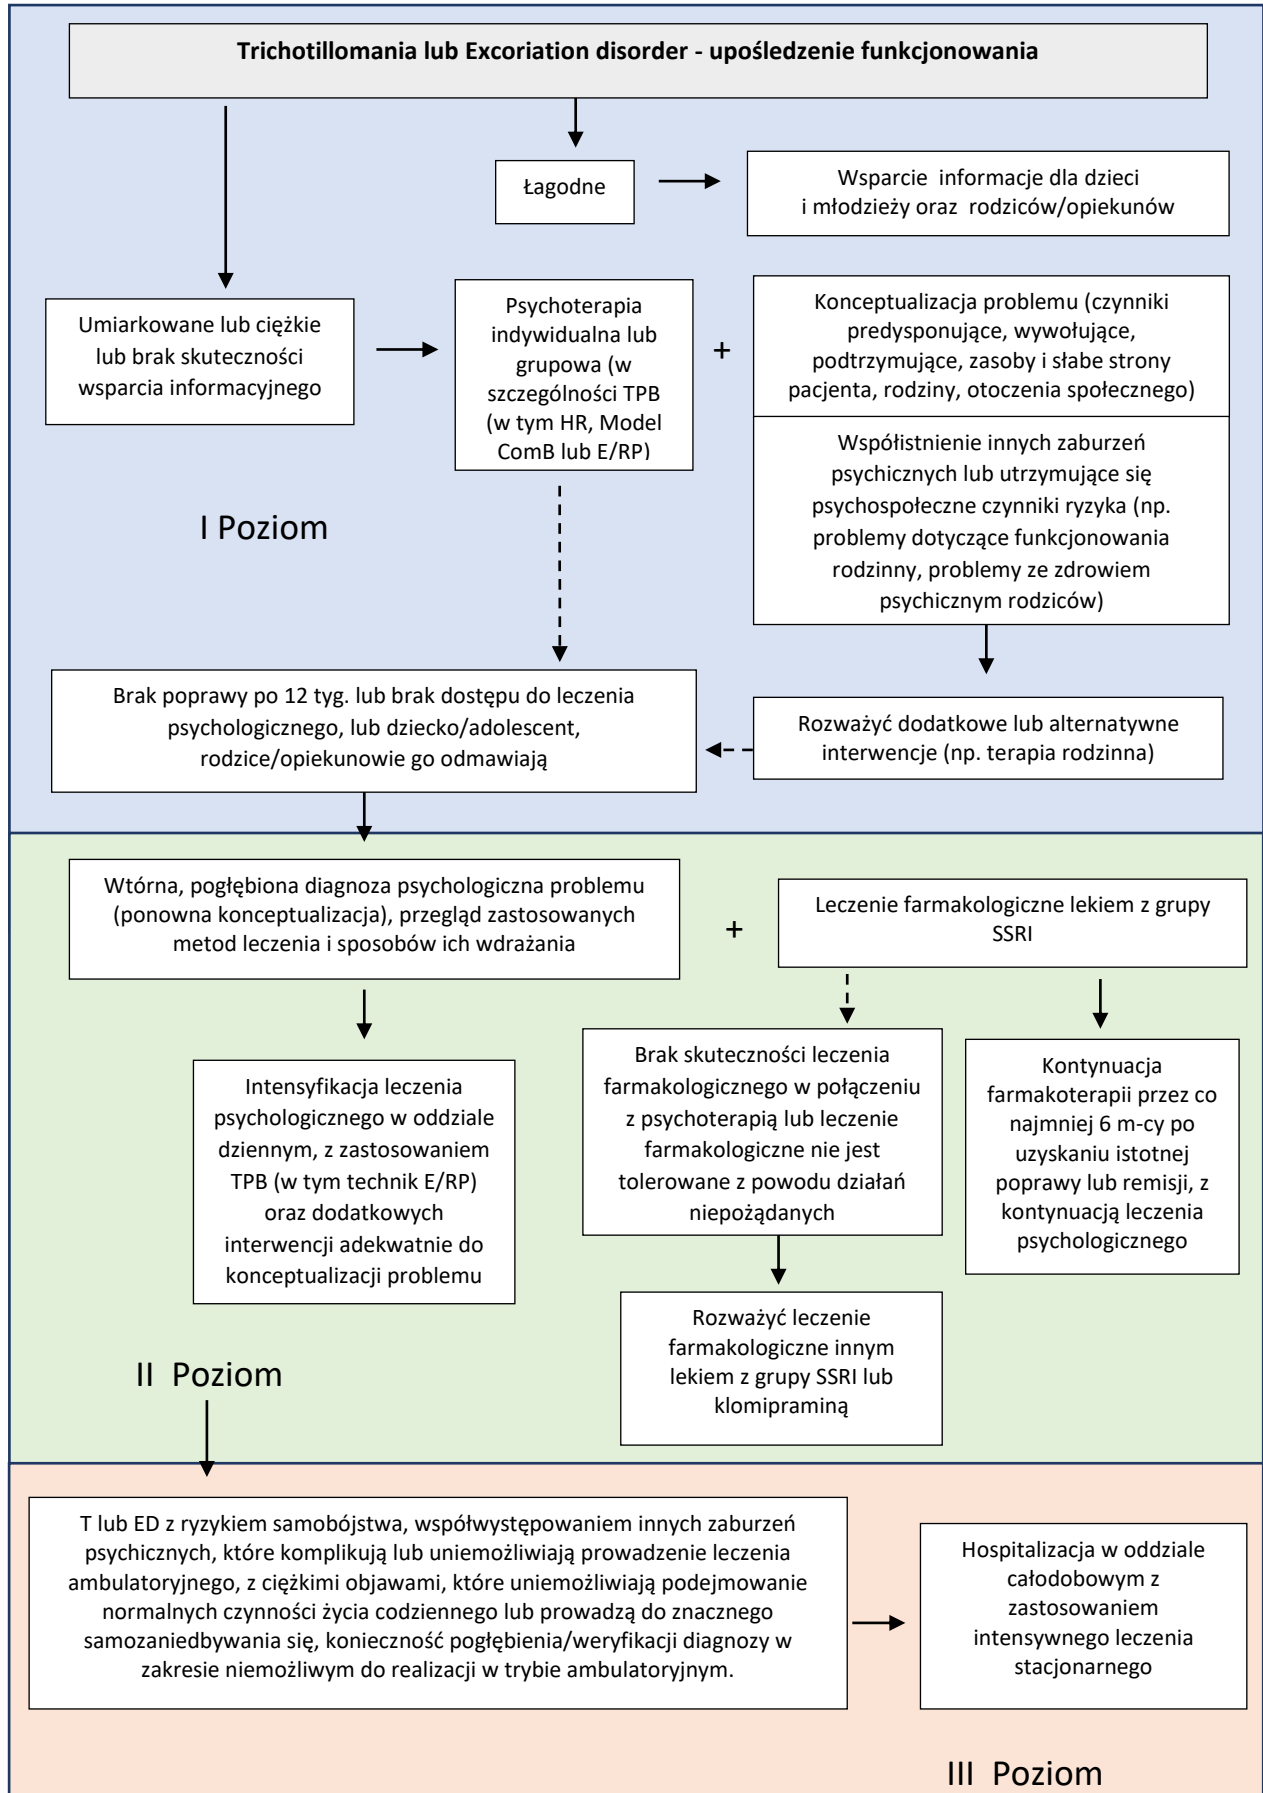 Trichotillomania lub Excoriation disorder - upośledzenie funkcjonowania
Łagodne
Wsparcie informacje dla dzieci
i młodzieży oraz rodziców/opiekunów
Umiarkowane lub ciężkie
lub brak skuteczności
wsparcia informacyjnego
Psychoterapia
indywidualna lub
grupowa (w
szczególności TPB
(w tym HR, Model
ComB lub E/RP)
+
Konceptualizacja problemu (czynniki
predysponujące, wywołujące,
podtrzymujące, zasoby i słabe strony
pacjenta, rodziny, otoczenia społecznego)
Współistnienie innych zaburzeń
psychicznych lub utrzymujące się
psychospołeczne czynniki ryzyka (np.
problemy dotyczące funkcjonowania
rodzinny, problemy ze zdrowiem
psychicznym rodziców)
I Poziom
Brak poprawy po 12 tyg. lub brak dostępu do leczenia
psychologicznego, lub dziecko/adolescent,
rodzice/opiekunowie go odmawiają
Rozważyć dodatkowe lub alternatywne
interwencje (np. terapia rodzinna)
Wtórna, pogłębiona diagnoza psychologiczna problemu
(ponowna konceptualizacja), przegląd zastosowanych
metod leczenia i sposobów ich wdrażania
+
Leczenie farmakologiczne lekiem z grupy
SSRI
Intensyfikacja leczenia
psychologicznego w oddziale
dziennym, z zastosowaniem
TPB (w tym technik E/RP)
oraz dodatkowych
interwencji adekwatnie do
konceptualizacji problemu
Brak skuteczności leczenia
farmakologicznego w połączeniu
z psychoterapią lub leczenie
farmakologiczne nie jest
tolerowane z powodu działań
niepożądanych
Kontynuacja
farmakoterapii przez co
najmniej 6 m-cy po
uzyskaniu istotnej
poprawy lub remisji, z
kontynuacją leczenia
psychologicznego
Rozważyć leczenie
farmakologiczne innym
lekiem z grupy SSRI lub
klomipraminą
II Poziom
T lub ED z ryzykiem samobójstwa, współwystępowaniem innych zaburzeń
psychicznych, które komplikują lub uniemożliwiają prowadzenie leczenia
ambulatoryjnego, z ciężkimi objawami, które uniemożliwiają podejmowanie
normalnych czynności życia codziennego lub prowadzą do znacznego
samozaniedbywania się, konieczność pogłębienia/weryfikacji diagnozy w
zakresie niemożliwym do realizacji w trybie ambulatoryjnym.
Hospitalizacja w oddziale
całodobowym z
zastosowaniem
intensywnego leczenia
stacjonarnego
III Poziom